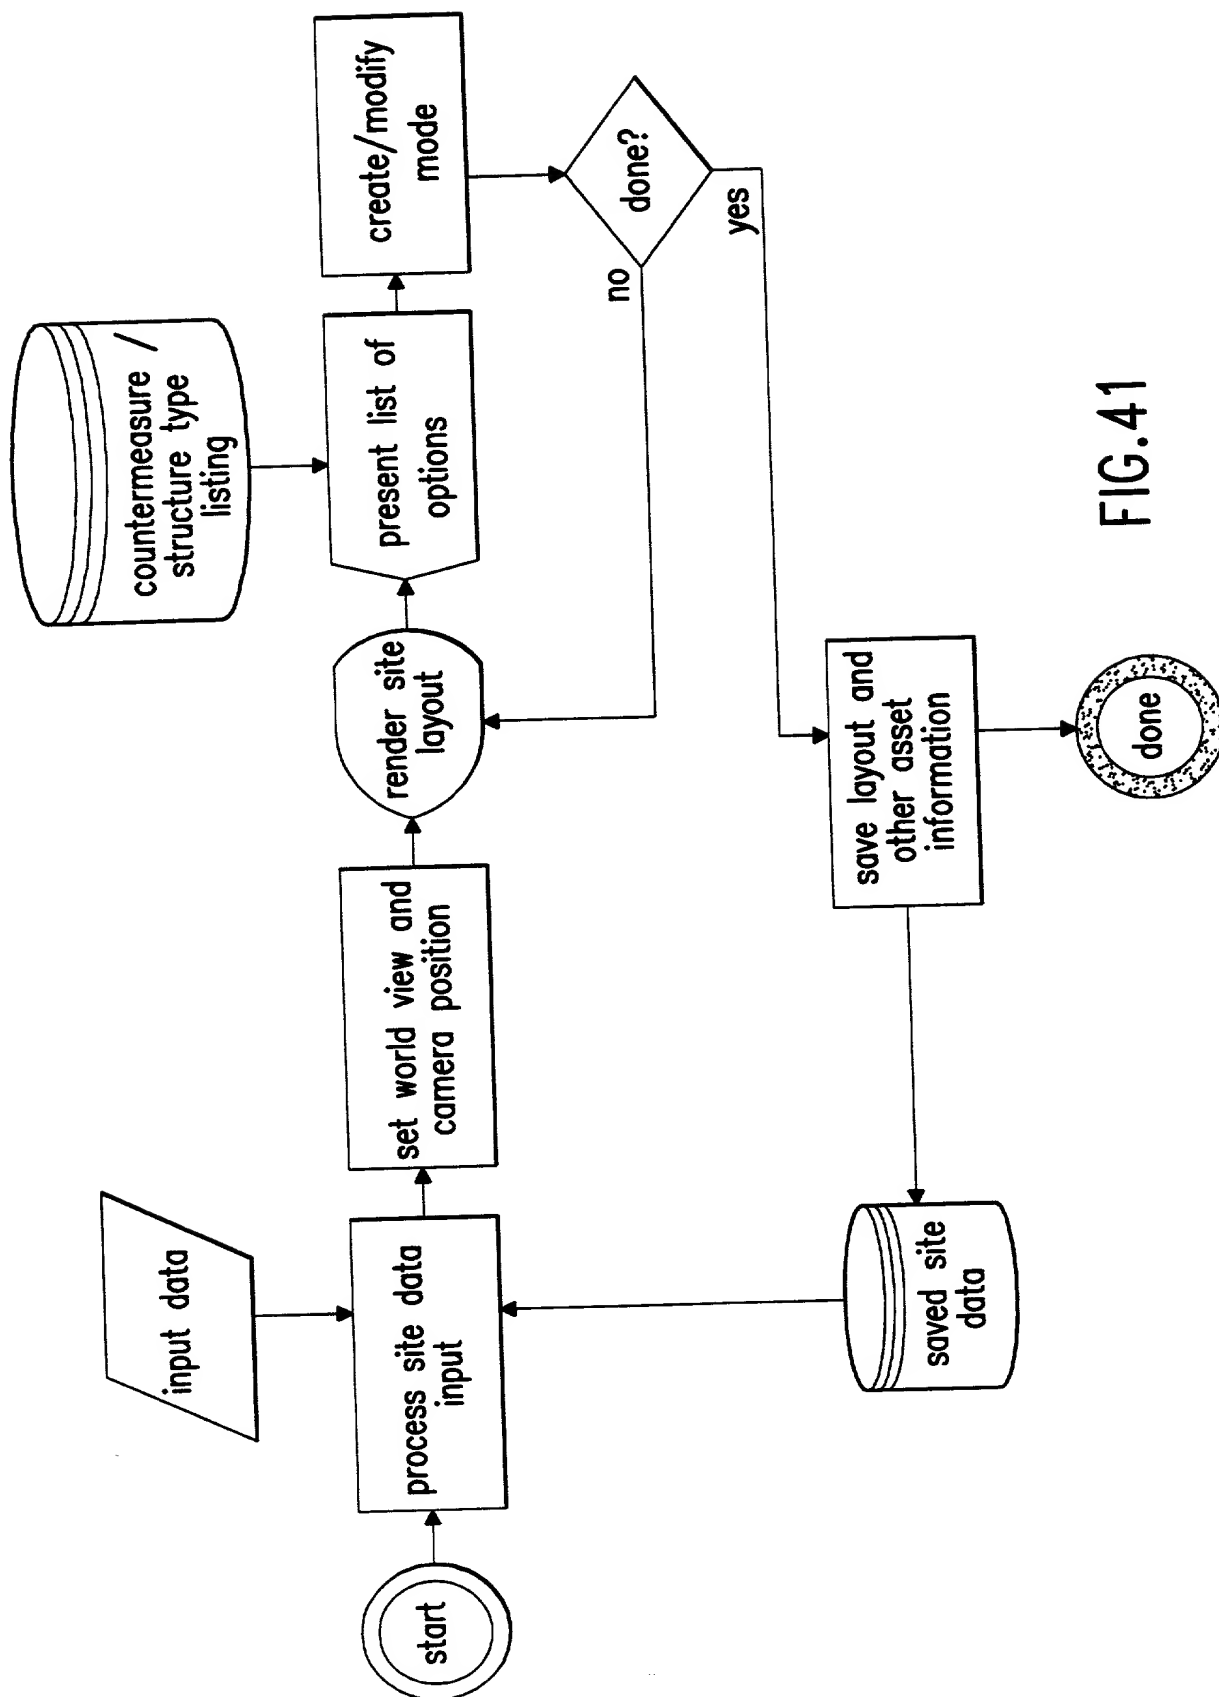 countermeasure /
structure type
listing
input data
start
process site data
input
set world view and
camera position
render site
layout
present list of
options
create/modify
mode
done?
no
yes
saved site
data
save layout and
other asset
information
done
FIG.41